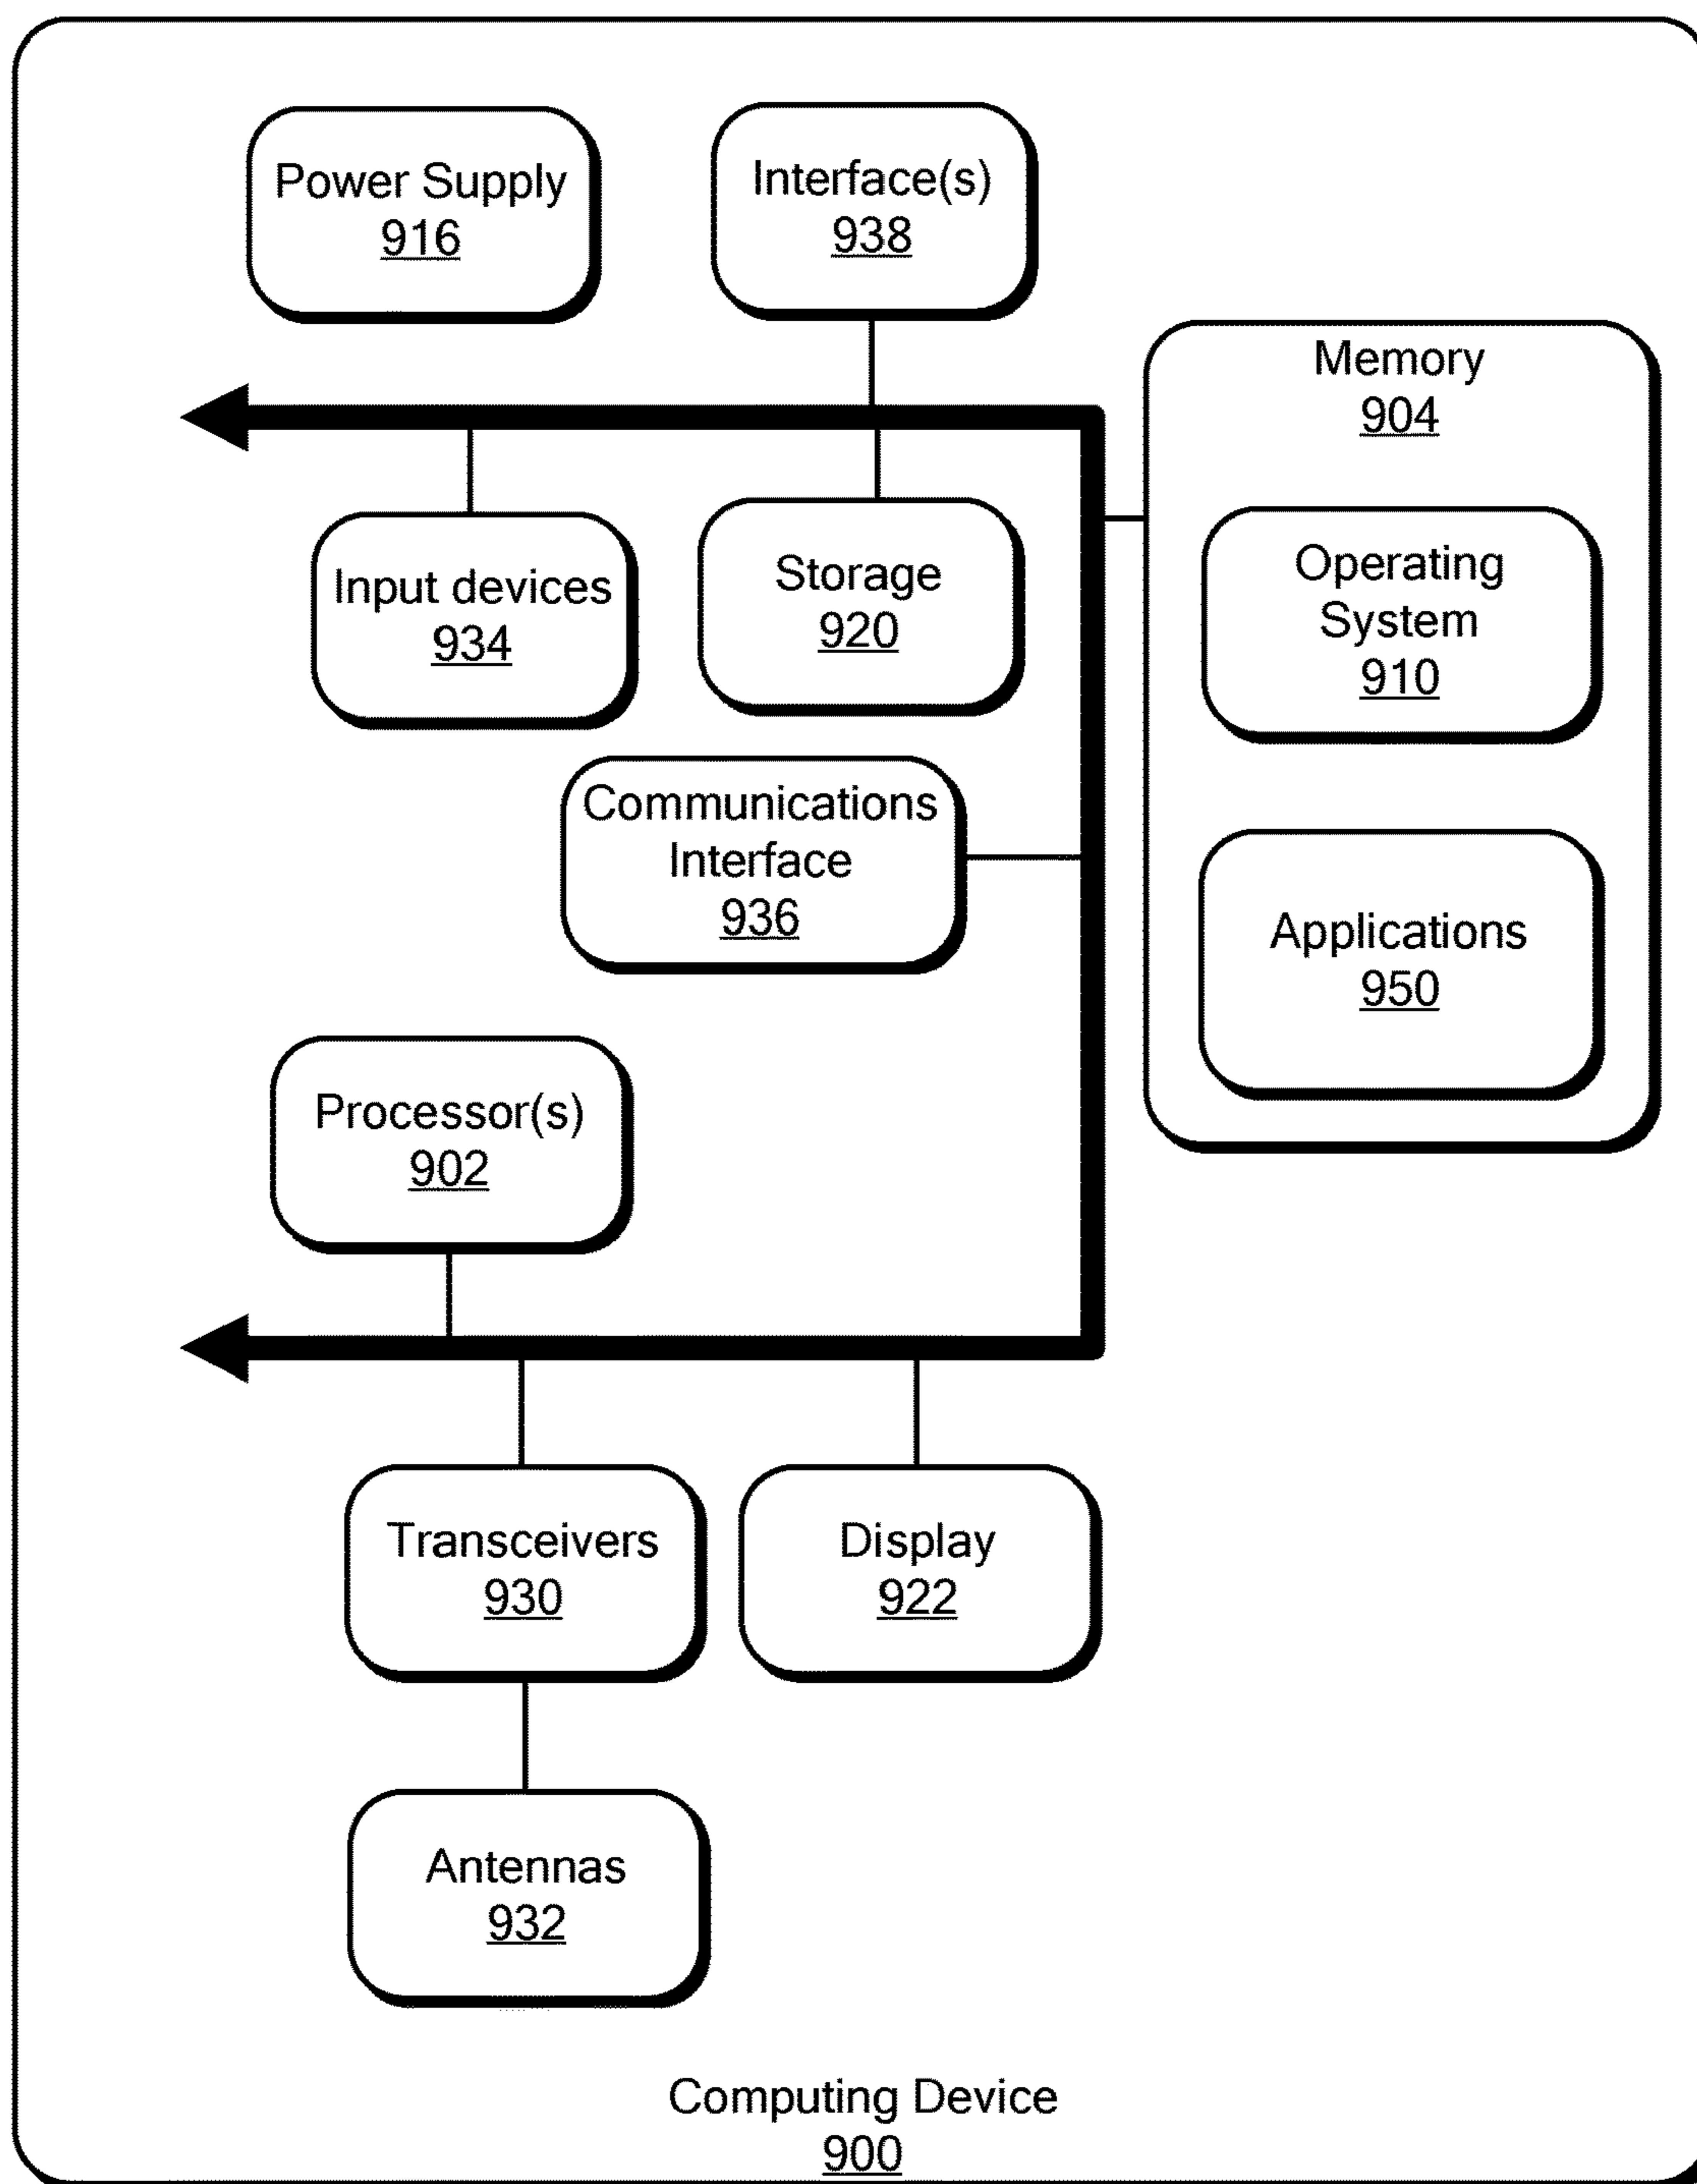 Power Supply
916
Interface(s)
938
Memory
904
Input devices
934
Storage
920
Operating
System
910
Communications
Interface
936
Applications
950
Processor(s)
902
Transceivers
930
Display
922
Antennas
932
Computing Device
900